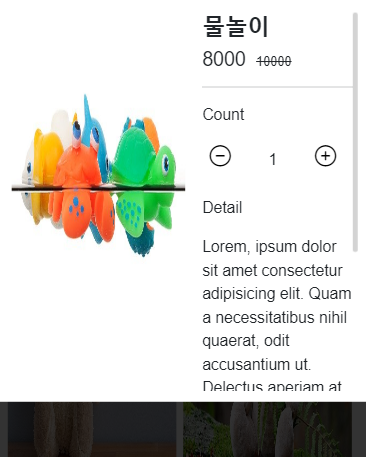 물놀이
8000 10000
Count
1
Detail
Lorem, ipsum dolor
sit amet consectetur
adipisicing elit. Quam
a necessitatibus nihil
quaerat, odit
accusantium ut.
Delectus aperiam at